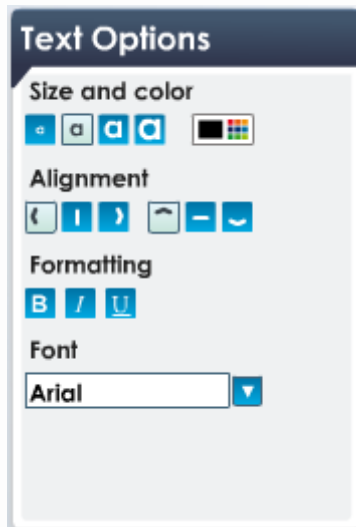 Text Options
Size and color
a a a a
Alignment
Formatting
B I U
Font
Arial